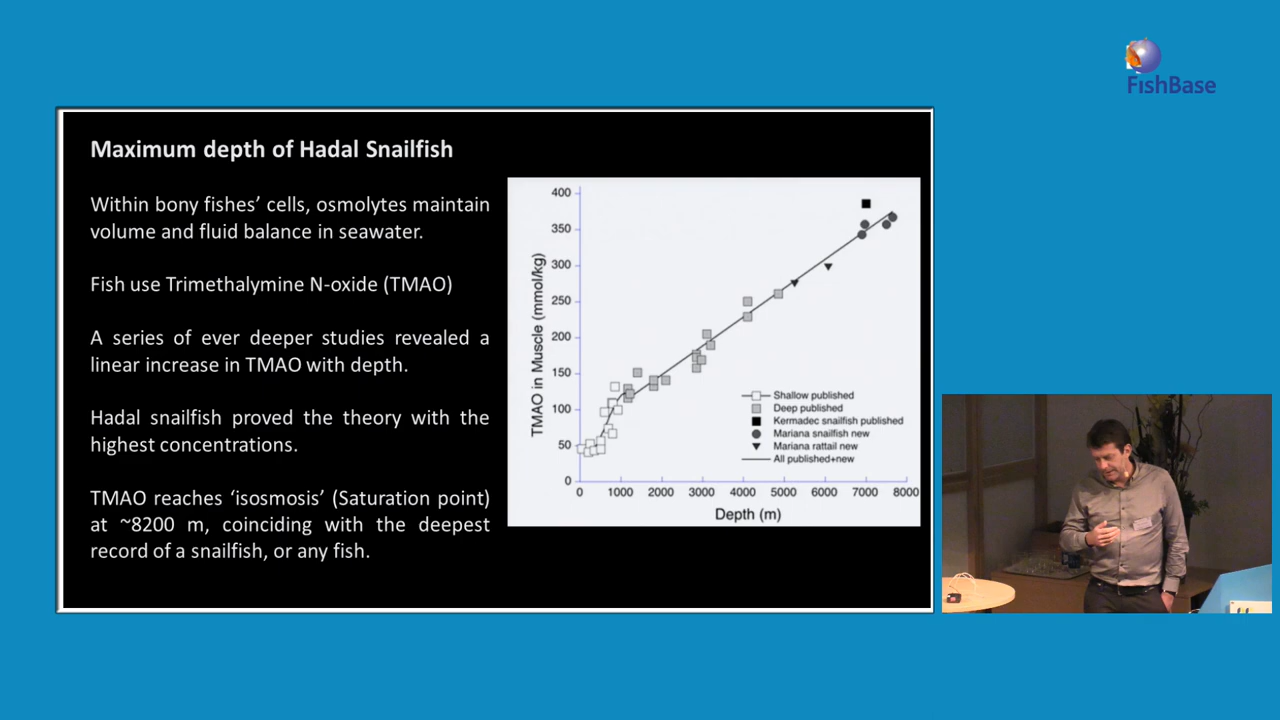 FishBase
Maximum depth of Hadal Snailfish
Within bony fishes’ cells, osmolytes maintain
volume and fluid balance in seawater.
Fish use Trimethalymine N-oxide (TMAO)
A series of ever deeper studies revealed a
linear increase in TMAO with depth.
Hadal snailfish proved the theory with the
highest concentrations.
TMAO reaches ‘isosmosis’ (Saturation point)
at ~8200 m, coinciding with the deepest
record of a snailfish, or any fish.
TMAO in Muscle (mmol/kg)
400
350
300
250
200
150
100
50
0
Shallow published
Deep published
Kermadec snailfish published
Mariana snailfish new
Mariana rattail new
All published+new
0 1000 2000 3000 4000 5000 6000 7000 8000
Depth (m)